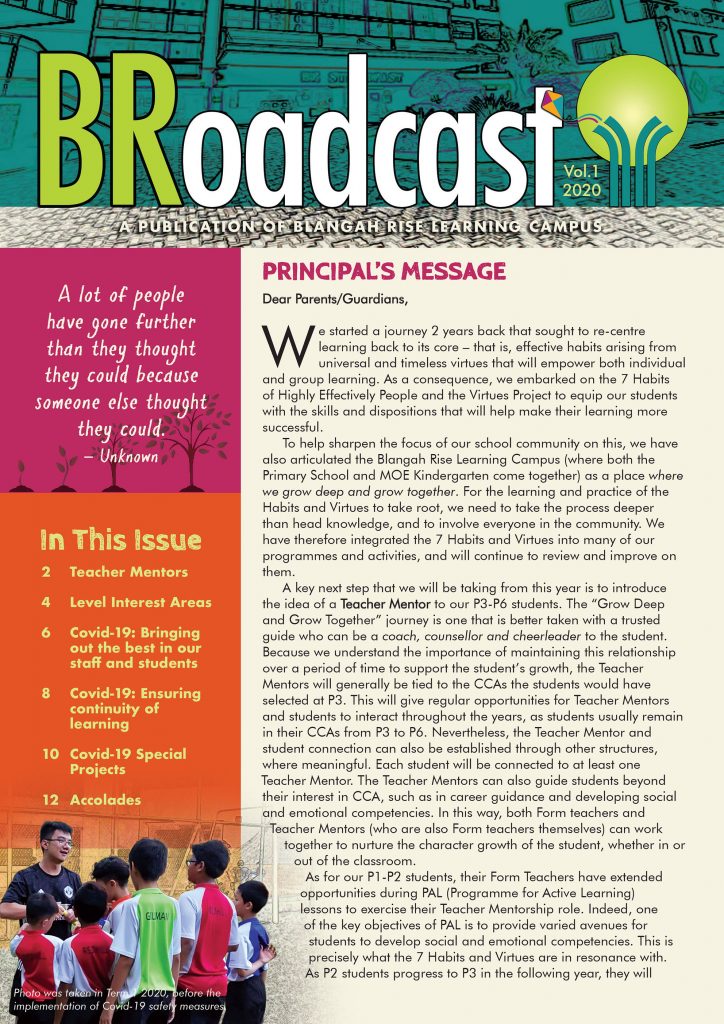 BRoadcast
Vol.1
2020
A PUBLICATION OF BLANGAH RISE LEARNING CAMPUS
A lot of people
have gone further
than they thought
they could because
someone else thought
they could.
– Unknown
In This Issue
2 Teacher Mentors
4 Level Interest Areas
6 Covid-19: Bringing
out the best in our
staff and students
8 Covid-19: Ensuring
continuity of
learning
10 Covid-19 Special
Projects
12 Accolades
GILMAN
Photo was taken in Term 1 2020, before the
implementation of Covid-19 safety measures.
PRINCIPAL'S MESSAGE
Dear Parents/Guardians,
We started a journey 2 years back that sought to re-centre
learning back to its core – that is, effective habits arising from
universal and timeless virtues that will empower both individual
and group learning. As a consequence, we embarked on the 7 Habits
of Highly Effectively People and the Virtues Project to equip our students
with the skills and dispositions that will help make their learning more
successful.
To help sharpen the focus of our school community on this, we have
also articulated the Blangah Rise Learning Campus (where both the
Primary School and MOE Kindergarten come together) as a place where
we grow deep and grow together. For the learning and practice of the
Habits and Virtues to take root, we need to take the process deeper
than head knowledge, and to involve everyone in the community. We
have therefore integrated the 7 Habits and Virtues into many of our
programmes and activities, and will continue to review and improve on
them.
A key next step that we will be taking from this year is to introduce
the idea of a Teacher Mentor to our P3-P6 students. The “Grow Deep
and Grow Together” journey is one that is better taken with a trusted
guide who can be a coach, counsellor and cheerleader to the student.
Because we understand the importance of maintaining this relationship
over a period of time to support the student’s growth, the Teacher
Mentors will generally be tied to the CCAs the students would have
selected at P3. This will give regular opportunities for Teacher Mentors
and students to interact throughout the years, as students usually remain
in their CCAs from P3 to P6. Nevertheless, the Teacher Mentor and
student connection can also be established through other structures,
where meaningful. Each student will be connected to at least one
Teacher Mentor. The Teacher Mentors can also guide students beyond
their interest in CCA, such as in career guidance and developing social
and emotional competencies. In this way, both Form teachers and
Teacher Mentors (who are also Form teachers themselves) can work
together to nurture the character growth of the student, whether in or
out of the classroom.
As for our P1-P2 students, their Form Teachers have extended
opportunities during PAL (Programme for Active Learning)
lessons to exercise their Teacher Mentorship role. Indeed, one
of the key objectives of PAL is to provide varied avenues for
students to develop social and emotional competencies. This is
precisely what the 7 Habits and Virtues are in resonance with.
As P2 students progress to P3 in the following year, they will